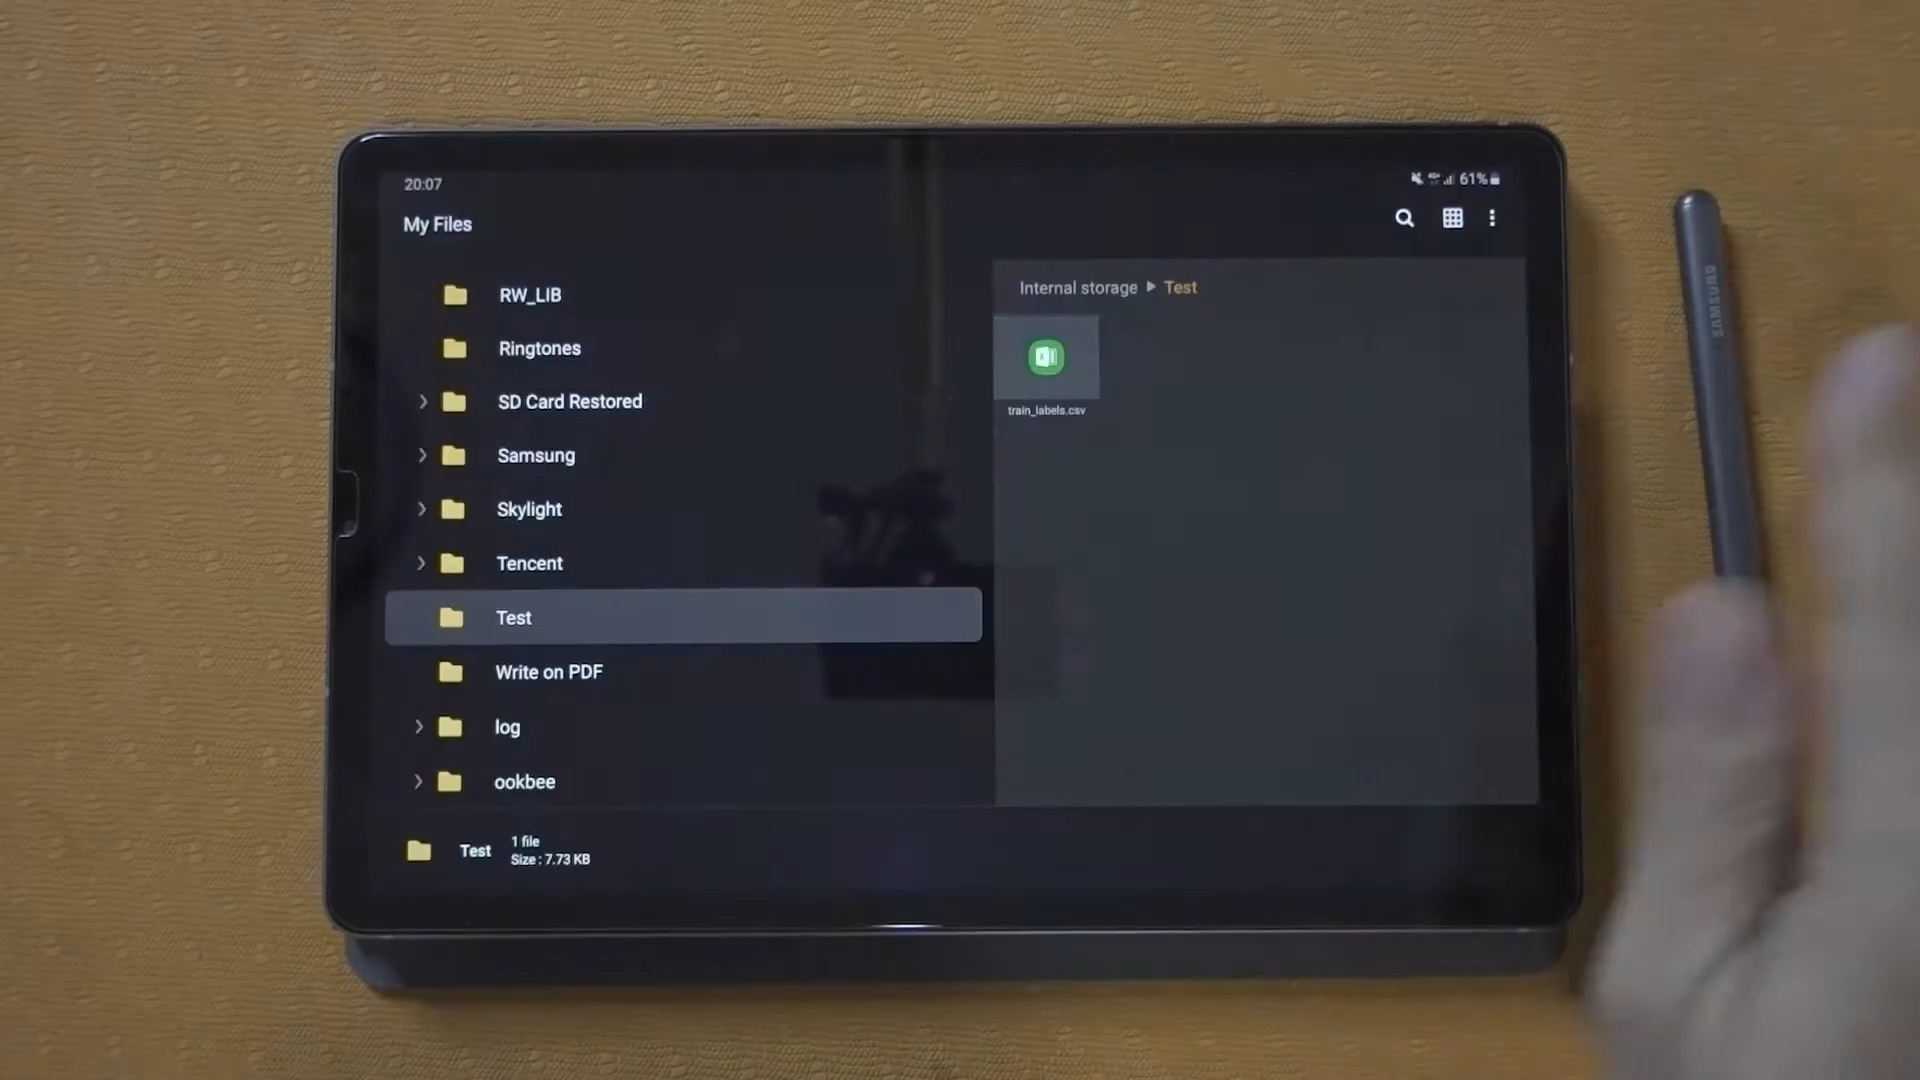 20:07
61%
My Files
RW_LIB
Ringtones
SD Card Restored
Samsung
Skylight
Tencent
Test
Write on PDF
log
ookbee
Internal storage Test
train_labels.csv
Test
1 file
Size : 7.73 KB
SAMSUNG